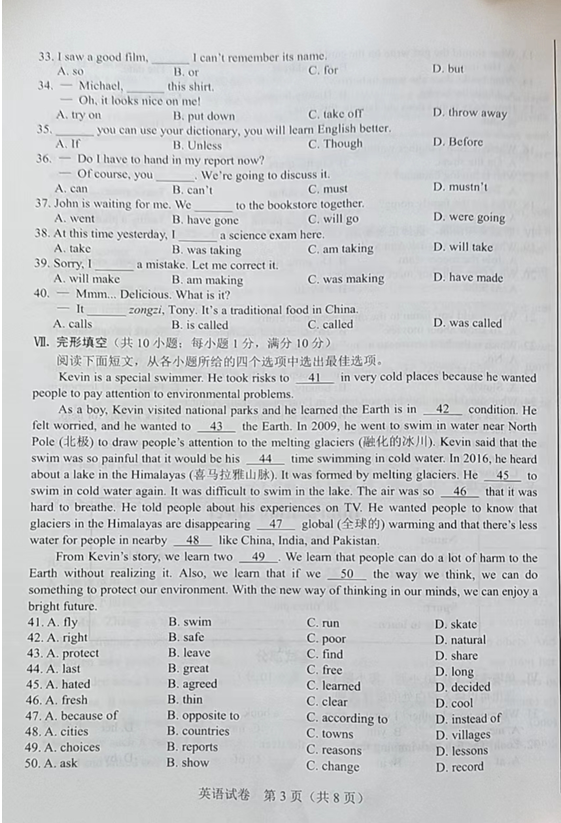 33. I saw a good film, ______ I can't remember its name.
A. so B. or C. for D. but
34. — Michael, ______ this shirt.
— Oh, it looks nice on me!
A. try on B. put down C. take off D. throw away
35. ______ you can use your dictionary, you will learn English better.
A. If B. Unless C. Though D. Before
36. — Do I have to hand in my report now?
— Of course, you ______. We're going to discuss it.
A. can B. can't C. must D. mustn't
37. John is waiting for me. We ______ to the bookstore together.
A. went B. have gone C. will go D. were going
38. At this time yesterday, I ______ a science exam here.
A. take B. was taking C. am taking D. will take
39. Sorry, I ______ a mistake. Let me correct it.
A. will make B. am making C. was making D. have made
40. — Mmm... Delicious. What is it?
— It ______ zongzi, Tony. It's a traditional food in China.
A. calls B. is called C. called D. was called
Ⅶ. 完形填空（共 10 小题；每小题 1 分，满分 10 分）
阅读下面短文，从各小题所给的四个选项中选出最佳选项。
Kevin is a special swimmer. He took risks to __41__ in very cold places because he wanted
people to pay attention to environmental problems.
As a boy, Kevin visited national parks and he learned the Earth is in __42__ condition. He
felt worried, and he wanted to __43__ the Earth. In 2009, he went to swim in water near North
Pole (北极) to draw people's attention to the melting glaciers (融化的冰川). Kevin said that the
swim was so painful that it would be his __44__ time swimming in cold water. In 2016, he heard
about a lake in the Himalayas (喜马拉雅山脉). It was formed by melting glaciers. He __45__ to
swim in cold water again. It was difficult to swim in the lake. The air was so __46__ that it was
hard to breathe. He told people about his experiences on TV. He wanted people to know that
glaciers in the Himalayas are disappearing __47__ global (全球的) warming and that there's less
water for people in nearby __48__ like China, India, and Pakistan.
From Kevin's story, we learn two __49__. We learn that people can do a lot of harm to the
Earth without realizing it. Also, we learn that if we __50__ the way we think, we can do
something to protect our environment. With the new way of thinking in our minds, we can enjoy a
bright future.
41. A. fly B. swim C. run D. skate
42. A. right B. safe C. poor D. natural
43. A. protect B. leave C. find D. share
44. A. last B. great C. free D. long
45. A. hated B. agreed C. learned D. decided
46. A. fresh B. thin C. clear D. cool
47. A. because of B. opposite to C. according to D. instead of
48. A. cities B. countries C. towns D. villages
49. A. choices B. reports C. reasons D. lessons
50. A. ask B. show C. change D. record
英语试卷 第 3 页（共 8 页）